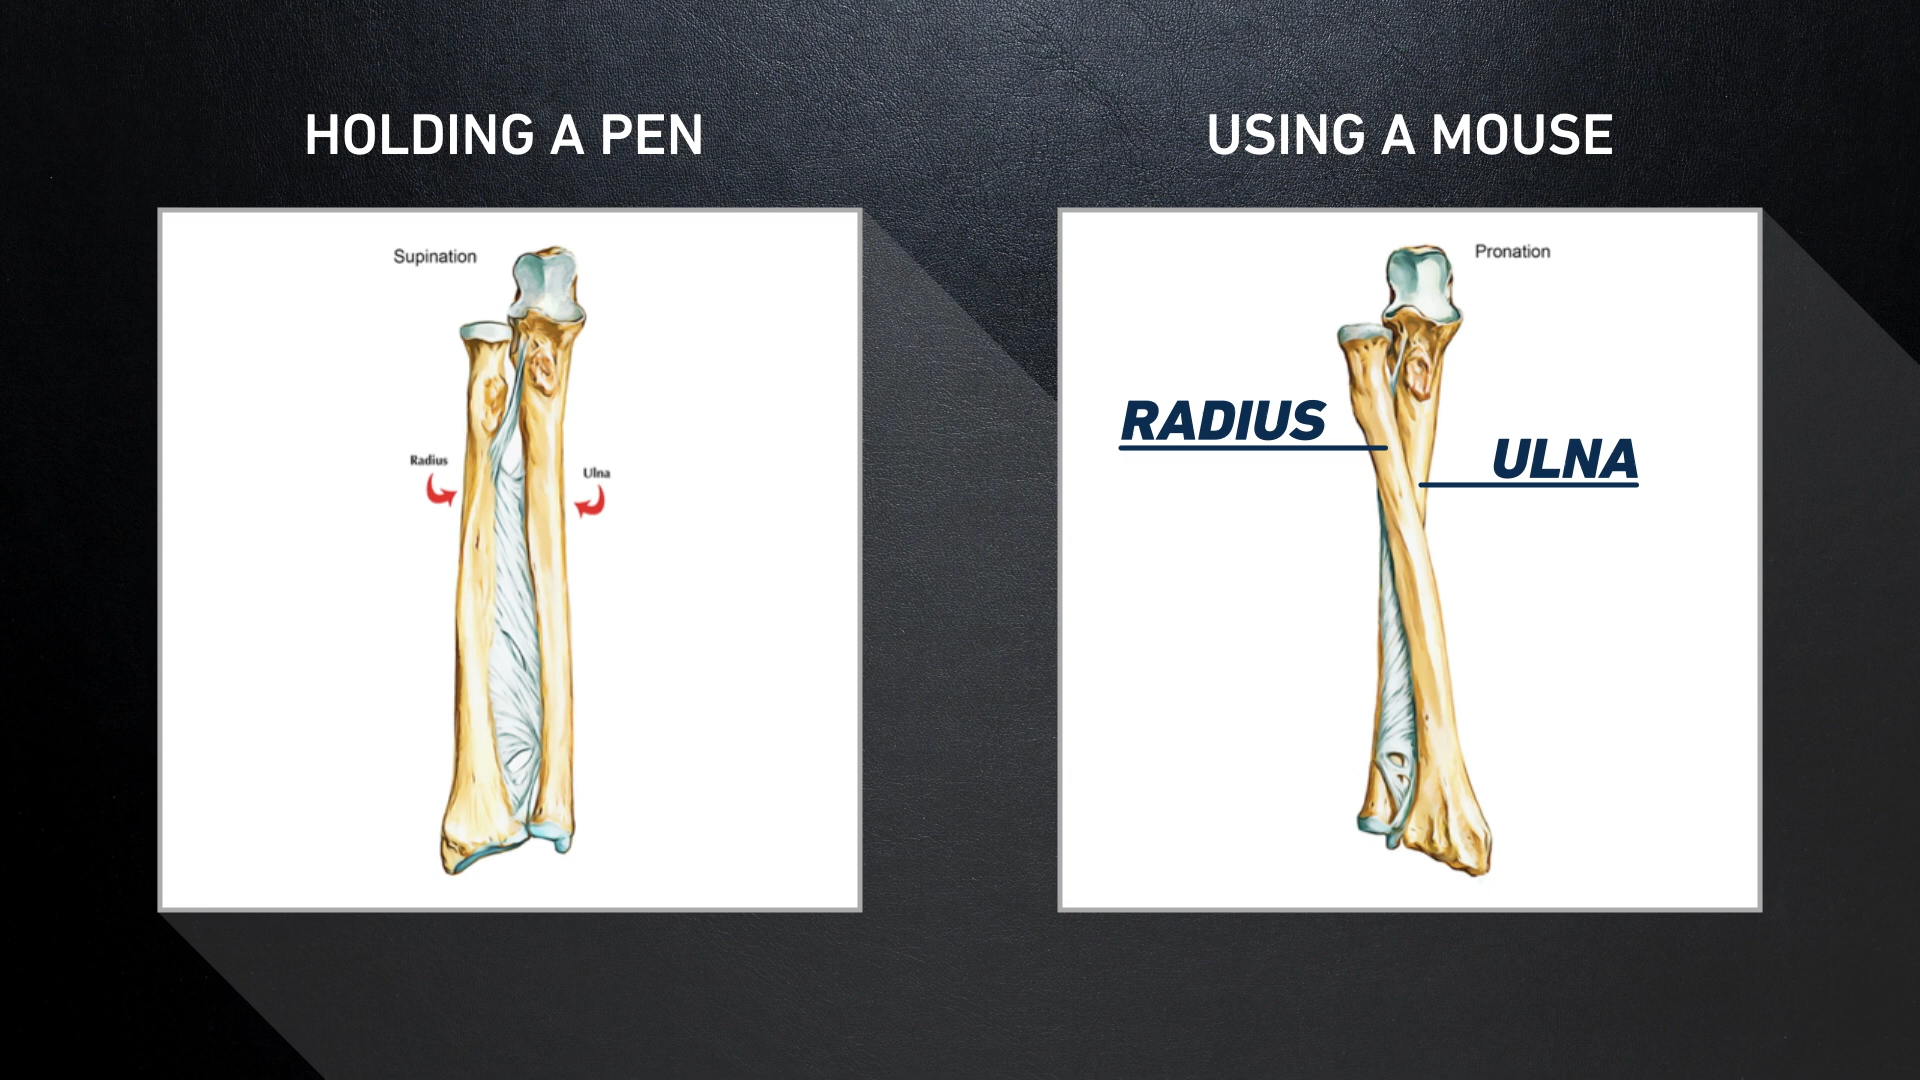 HOLDING A PEN
Supination
Radius
Ulna
USING A MOUSE
Pronation
RADIUS
ULNA